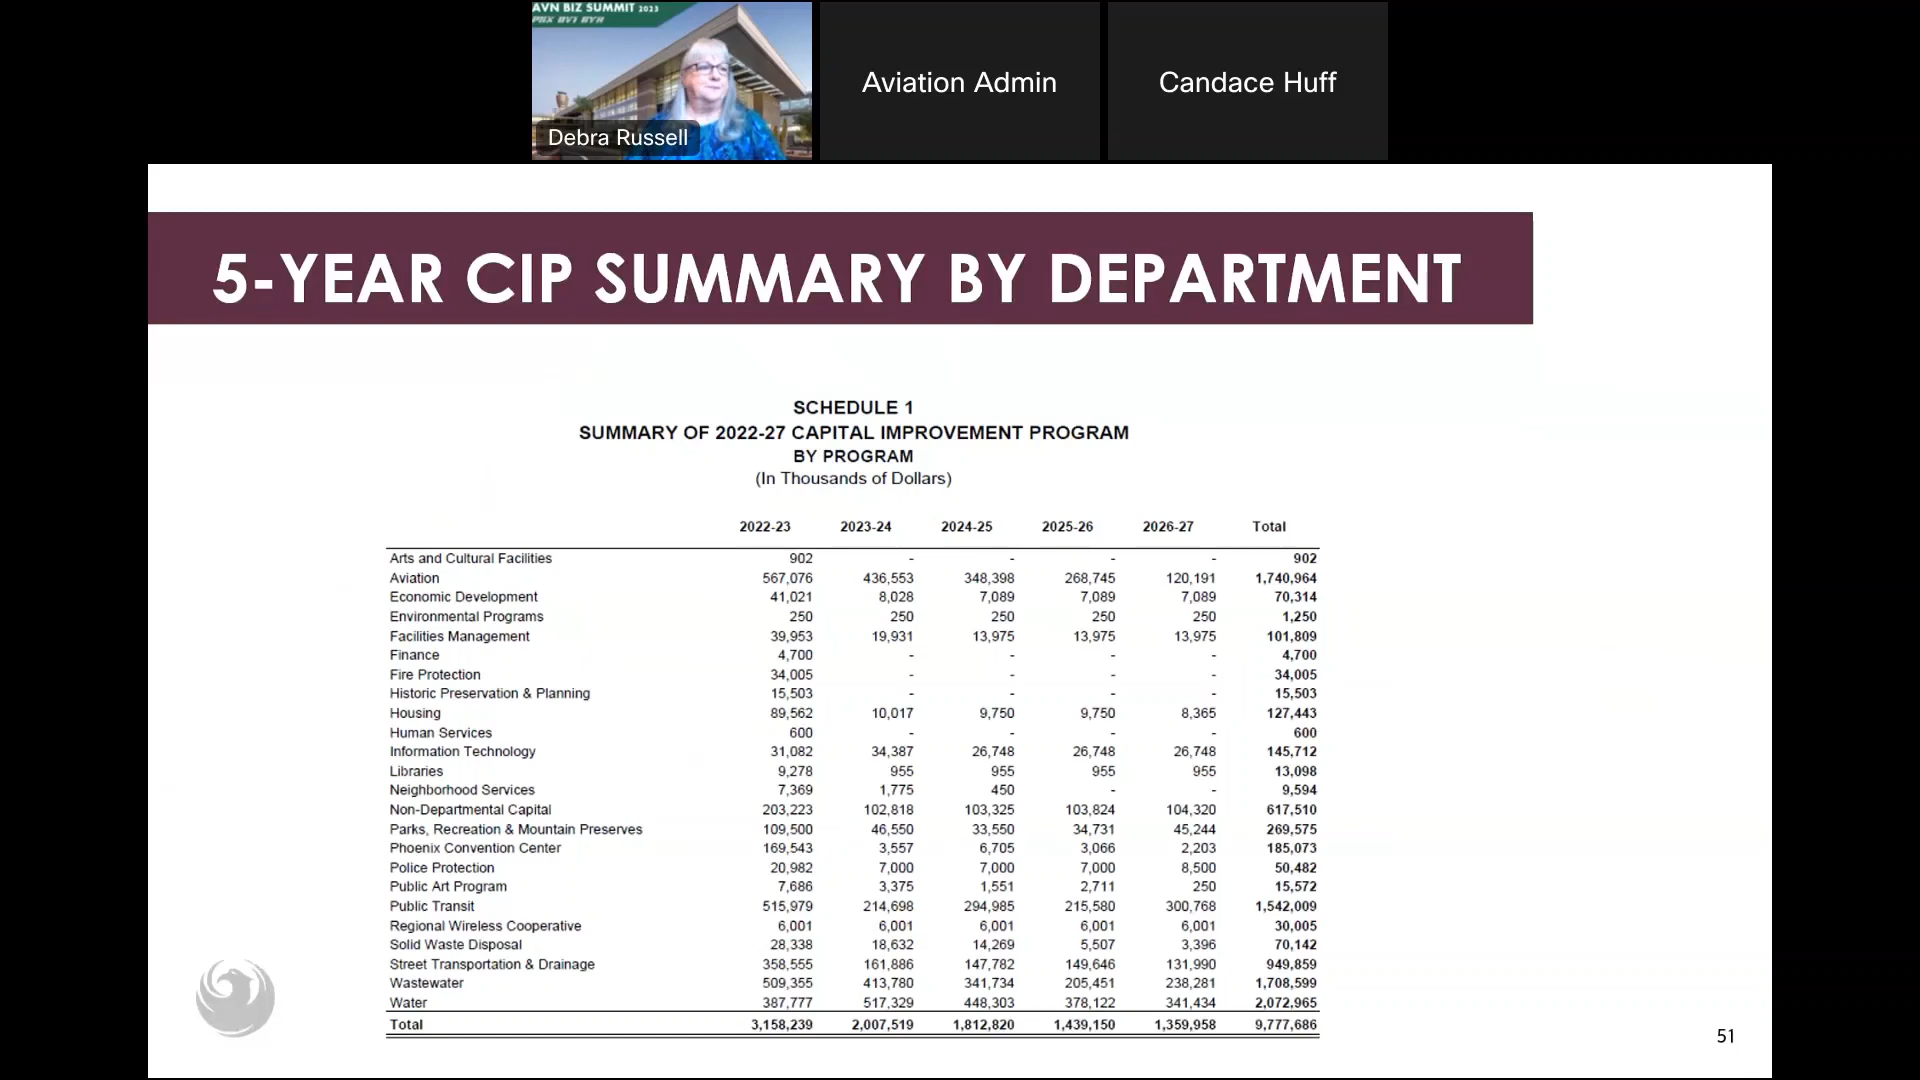 AVN BIZ SUMMIT 2023
PBX DVT GYR
Debra Russell
Aviation Admin
Candace Huff
5-YEAR CIP SUMMARY BY DEPARTMENT
SCHEDULE 1
SUMMARY OF 2022-27 CAPITAL IMPROVEMENT PROGRAM
BY PROGRAM
(In Thousands of Dollars)
2022-23 2023-24 2024-25 2025-26 2026-27 Total
Arts and Cultural Facilities 902 - - - - 902
Aviation 567,076 436,553 348,398 268,745 120,191 1,740,964
Economic Development 41,021 8,028 7,089 7,089 7,089 70,314
Environmental Programs 250 250 250 250 250 1,250
Facilities Management 39,953 19,931 13,975 13,975 13,975 101,809
Finance 4,700 - - - - 4,700
Fire Protection 34,005 - - - - 34,005
Historic Preservation & Planning 15,503 - - - - 15,503
Housing 89,562 10,017 9,750 9,750 8,365 127,443
Human Services 600 - - - - 600
Information Technology 31,082 34,387 26,748 26,748 26,748 145,712
Libraries 9,278 955 955 955 955 13,098
Neighborhood Services 7,369 1,775 450 - - 9,594
Non-Departmental Capital 203,223 102,818 103,325 103,824 104,320 617,510
Parks, Recreation & Mountain Preserves 109,500 46,550 33,550 34,731 45,244 269,575
Phoenix Convention Center 169,543 3,557 6,705 3,066 2,203 185,073
Police Protection 20,982 7,000 7,000 7,000 8,500 50,482
Public Art Program 7,686 3,375 1,551 2,711 250 15,572
Public Transit 515,979 214,698 294,985 215,580 300,768 1,542,009
Regional Wireless Cooperative 6,001 6,001 6,001 6,001 6,001 30,005
Solid Waste Disposal 28,338 18,632 14,269 5,507 3,396 70,142
Street Transportation & Drainage 358,555 161,886 147,782 149,646 131,990 949,859
Wastewater 509,355 413,780 341,734 205,451 238,281 1,708,599
Water 387,777 517,329 448,303 378,122 341,434 2,072,965
Total 3,158,239 2,007,519 1,812,820 1,439,150 1,359,958 9,777,686
51